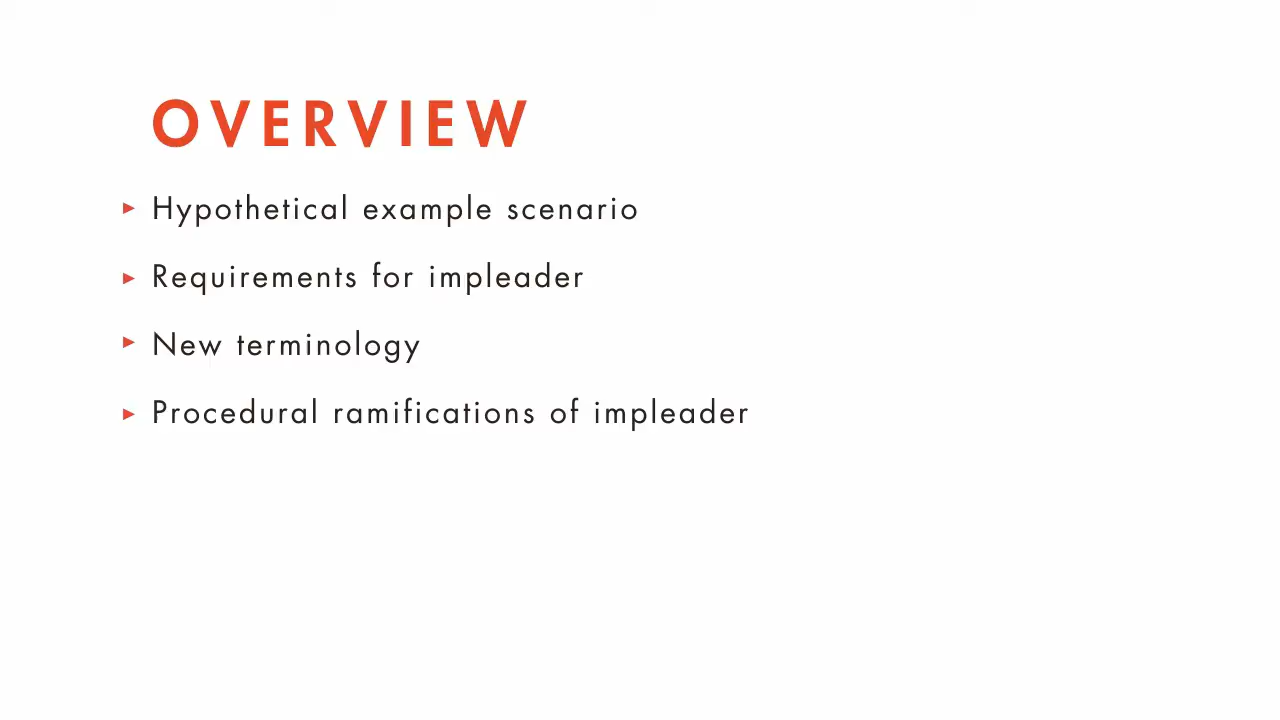 OVERVIEW
Hypothetical example scenario
Requirements for impleader
New terminology
Procedural ramifications of impleader